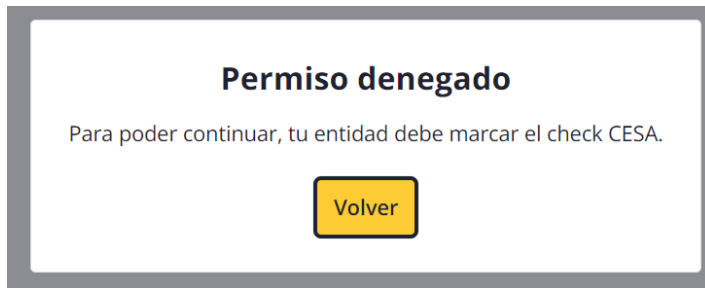 Permiso denegado
Para poder continuar, tu entidad debe marcar el check CESA.
Volver